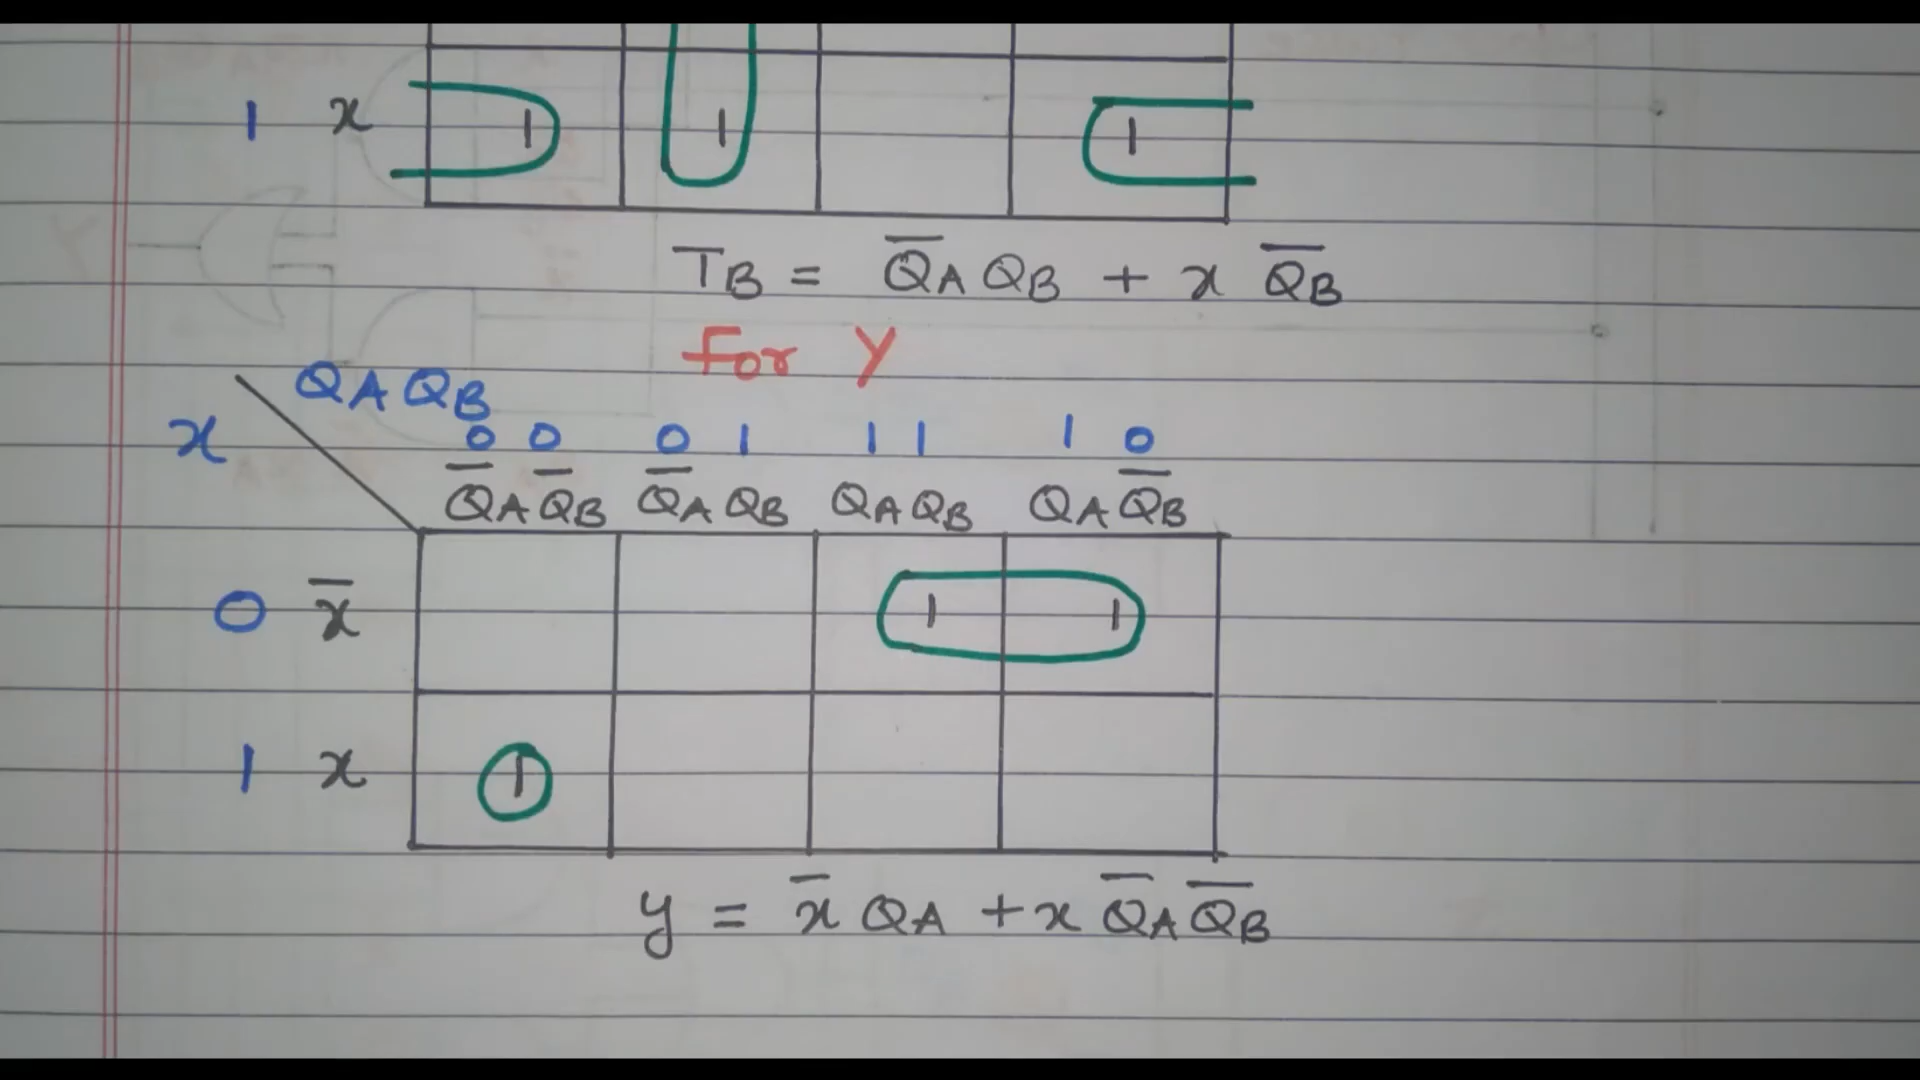 1 x 1 1 1
T̅B = Q̅A QB + x Q̅B
For Y
QA QB
x 0 0 0 1 1 1 1 0
Q̅A Q̅B Q̅A QB QA QB QA Q̅B
0 x̅ 1 1
1 x 1
y = x̅ QA + x Q̅A Q̅B